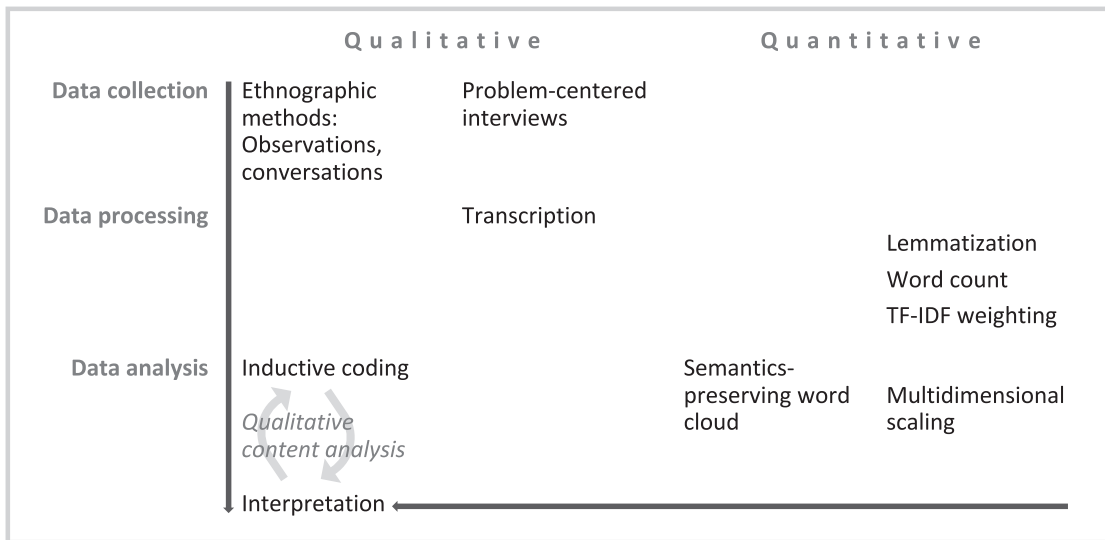 Qualitative Quantitative
Data collection Ethnographic Problem-centered
methods: interviews
Observations,
conversations
Data processing Transcription
Lemmatization
Word count
TF-IDF weighting
Data analysis Inductive coding Semantics-
preserving word Multidimensional
Qualitative cloud scaling
content analysis
Interpretation